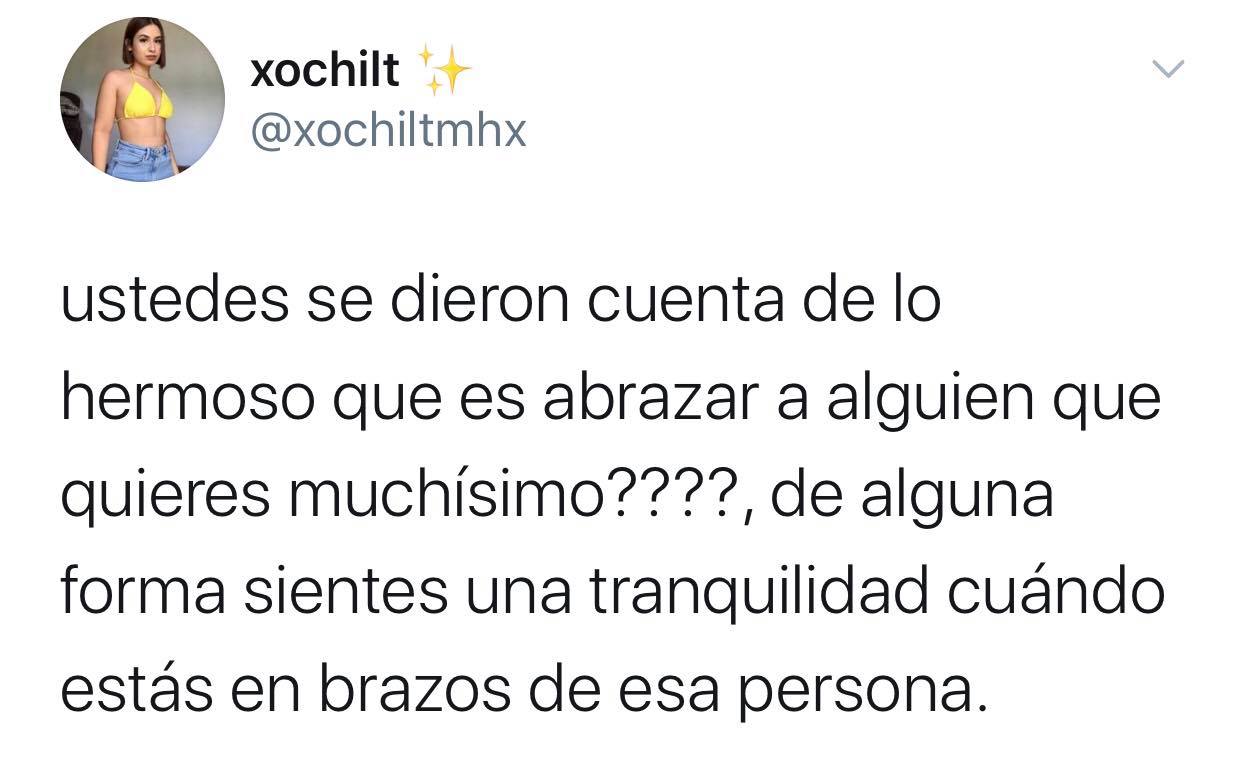 xochilt ✨
@xochiltmhx
ustedes se dieron cuenta de lo
hermoso que es abrazar a alguien que
quieres muchísimo????, de alguna
forma sientes una tranquilidad cuándo
estás en brazos de esa persona.